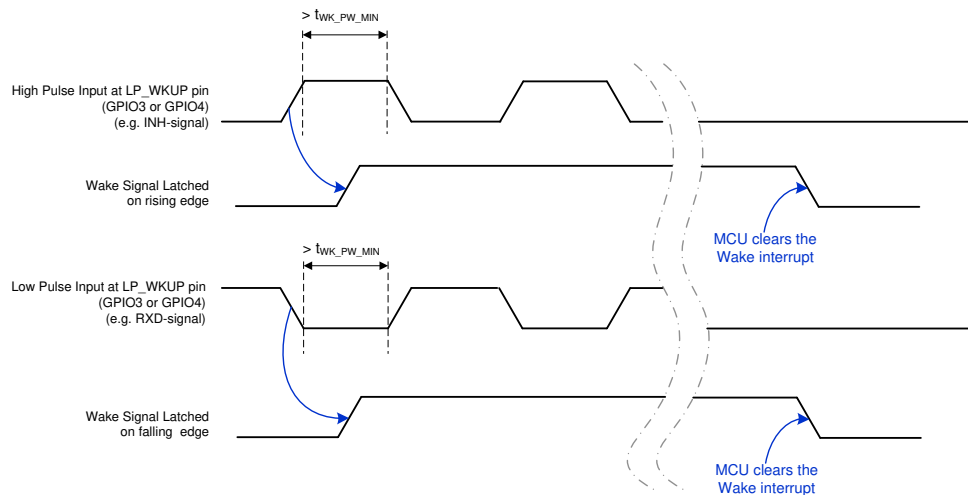 > tWK_PW_MIN
High Pulse Input at LP_WKUP pin
(GPIO3 or GPIO4)
(e.g. INH-signal)
Wake Signal Latched
on rising edge
MCU clears the
Wake interrupt
> tWK_PW_MIN
Low Pulse Input at LP_WKUP pin
(GPIO3 or GPIO4)
(e.g. RXD-signal)
Wake Signal Latched
on falling edge
MCU clears the
Wake interrupt